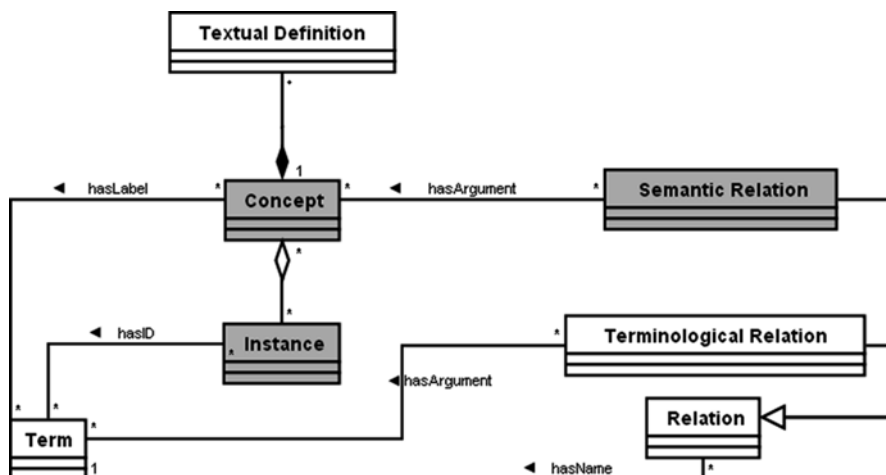 Textual Definition
*
1
◄ hasLabel
*
Concept
*
◄ hasArgument
*
Semantic Relation
*
*
◄ hasID
*
Instance
*
Terminological Relation
◄ hasArgument
*
*
*
Term
1
Relation
◄ hasName
*